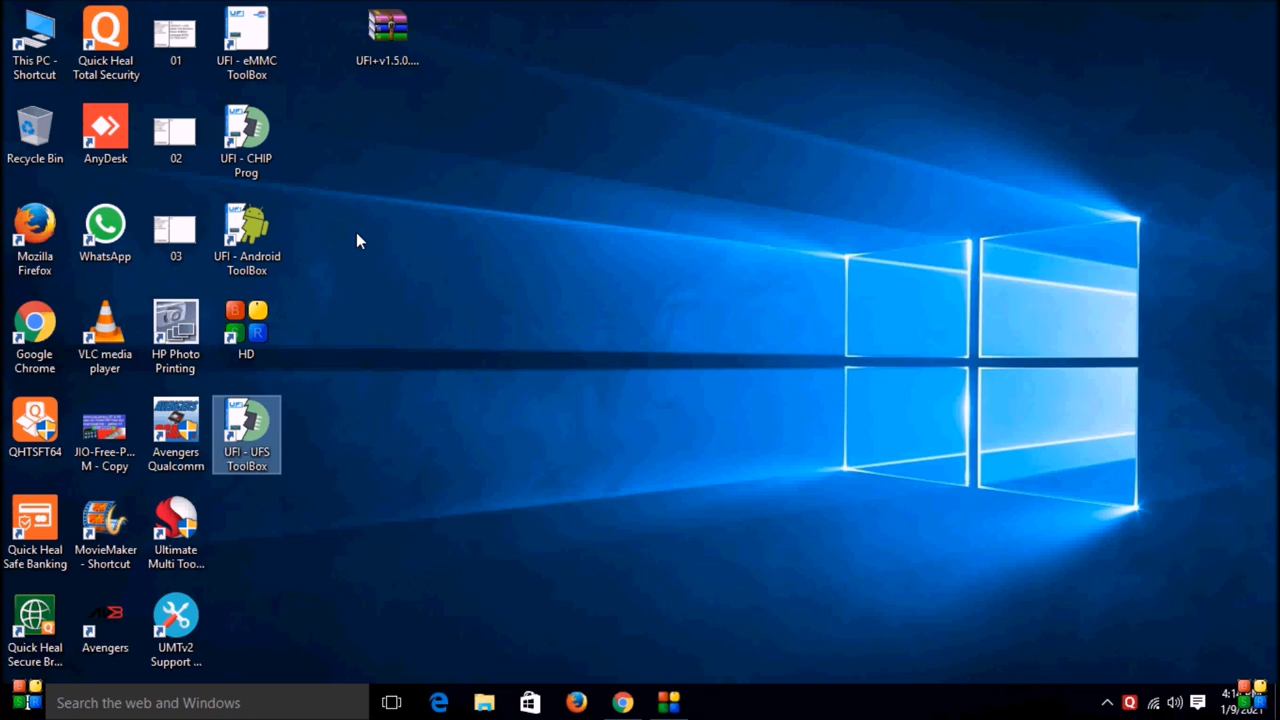 This PC -
Shortcut
Quick Heal
Total Security
01
UFI - eMMC
ToolBox
UFI+v1.5.0....
Recycle Bin
AnyDesk
02
UFI - CHIP
Prog
Mozilla
Firefox
WhatsApp
03
UFI - Android
ToolBox
Google
Chrome
VLC media
player
HP Photo
Printing
HD
QHTSFT64
JIO-Free-P...
M - Copy
Avengers
Qualcomm
UFI - UFS
ToolBox
Quick Heal
Safe Banking
MovieMaker
- Shortcut
Ultimate
Multi Too...
Quick Heal
Secure Br...
Avengers
UMTv2
Support ...
Search the web and Windows